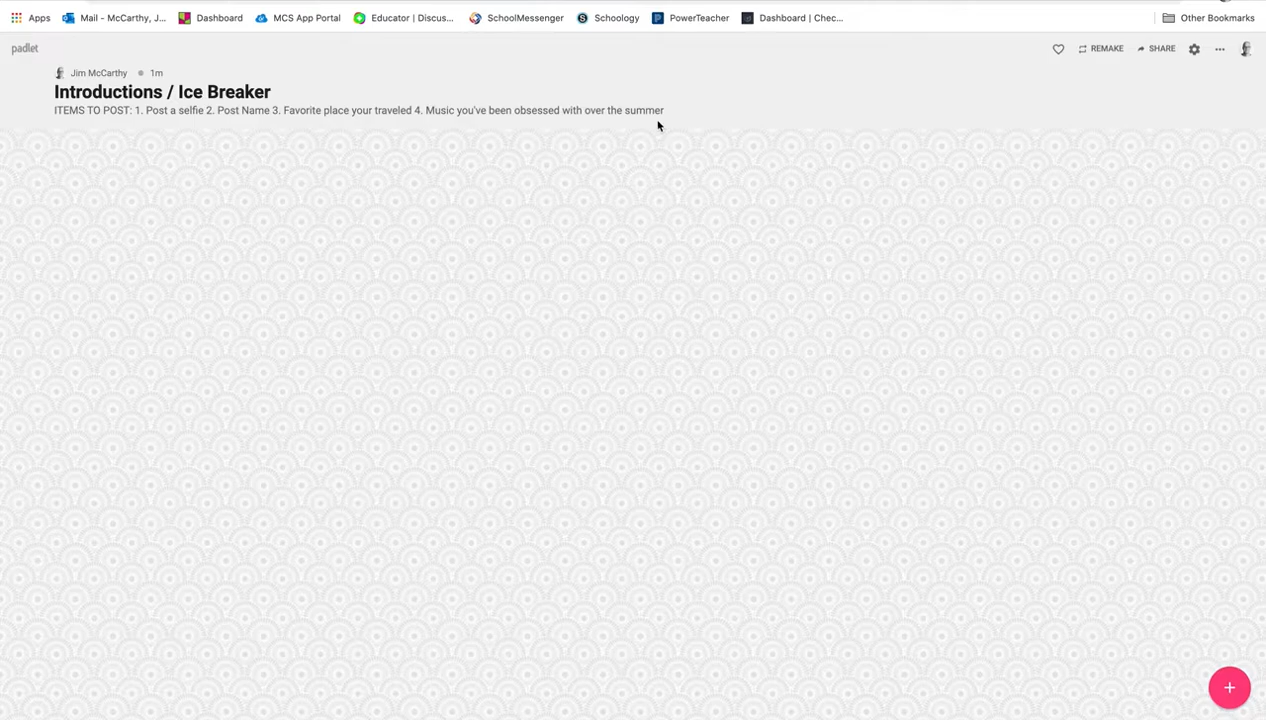 Apps Mail - McCarthy, J... Dashboard MCS App Portal Educator | Discus... SchoolMessenger Schoology PowerTeacher Dashboard | Chec... Other Bookmarks
padlet REMAKE SHARE
Jim McCarthy 1m
Introductions / Ice Breaker
ITEMS TO POST: 1. Post a selfie 2. Post Name 3. Favorite place your traveled 4. Music you've been obsessed with over the summer